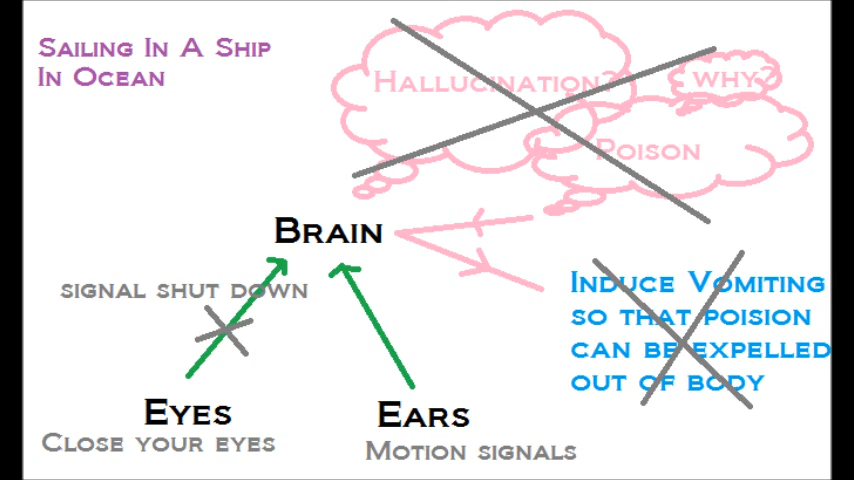 Sailing In A Ship
In Ocean
Hallucination?
why?
Poison
Brain
signal shut down
Induce Vomiting
so that poision
can be expelled
out of body
Eyes
Close your eyes
Ears
Motion signals